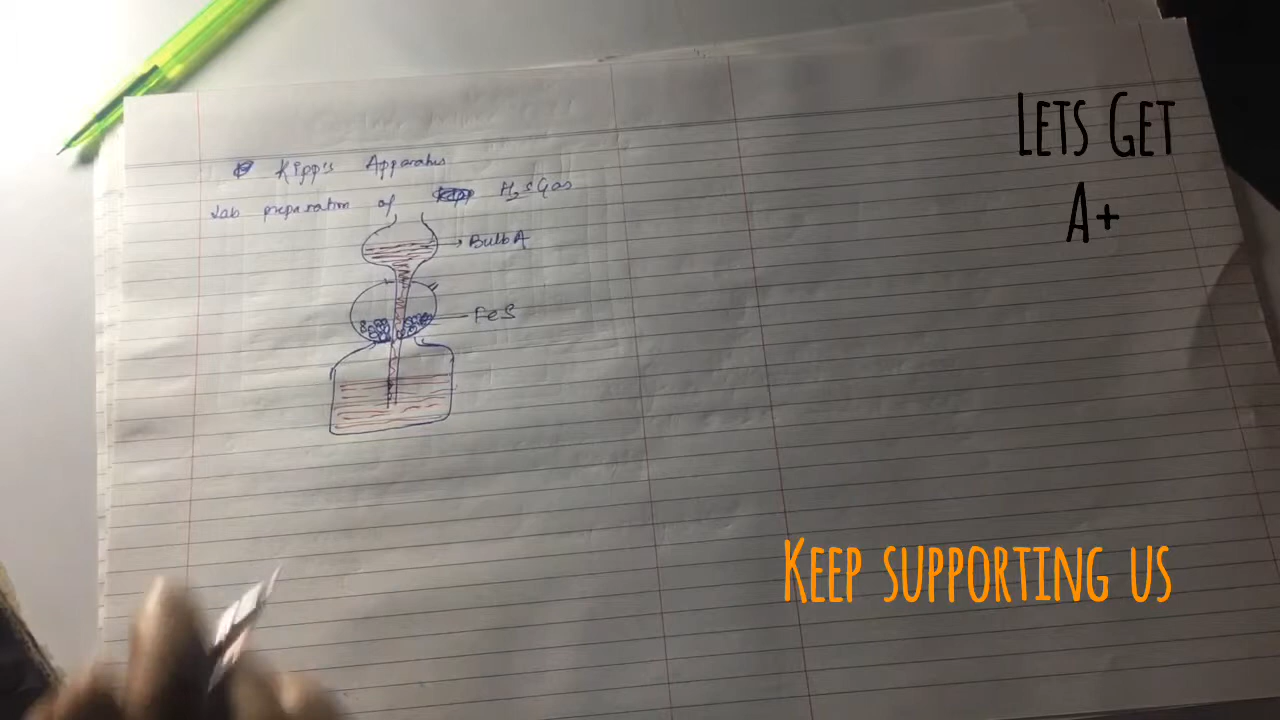 Kipp's Apparatus
Lab preparation of H₂S Gas
Bulb A
FeS
LETS GET
A+
KEEP SUPPORTING US